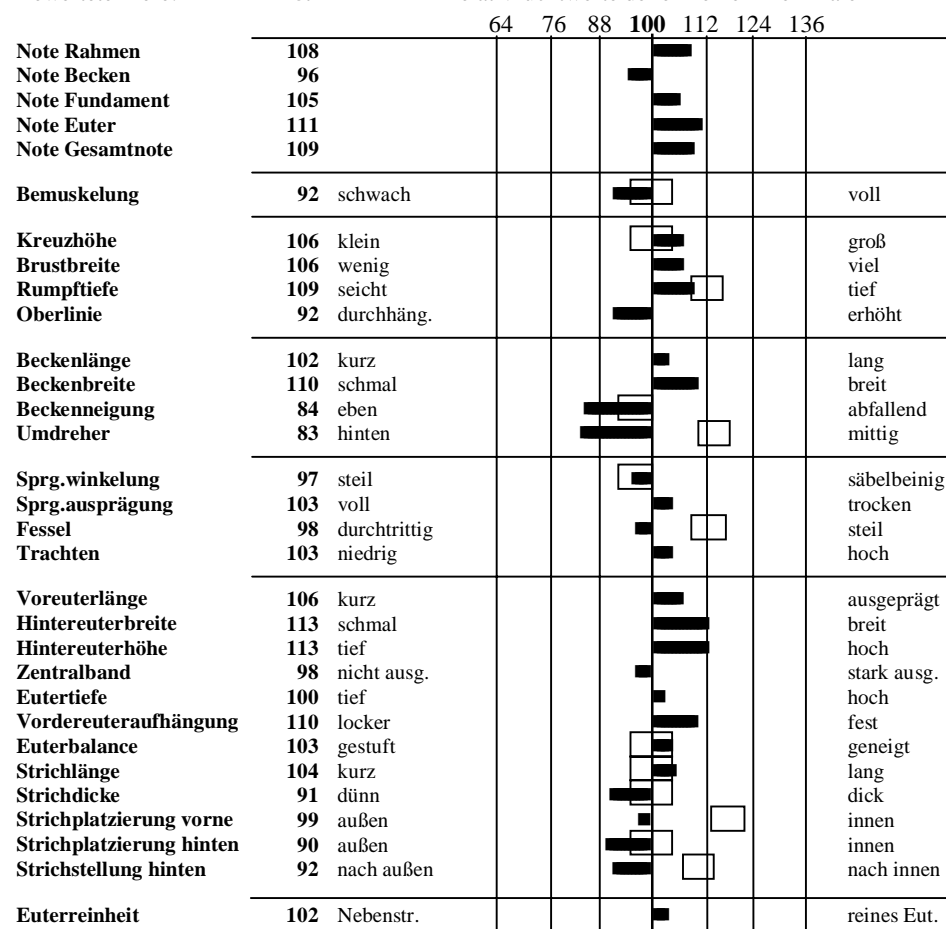 64 76 88 100 112 124 136
Note Rahmen 108
Note Becken 96
Note Fundament 105
Note Euter 111
Note Gesamtnote 109
Bemuskelung 92 schwach voll
Kreuzhöhe 106 klein groß
Brustbreite 106 wenig viel
Rumpftiefe 109 seicht tief
Oberlinie 92 durchhäng. erhöht
Beckenlänge 102 kurz lang
Beckenbreite 110 schmal breit
Beckenneigung 84 eben abfallend
Umdreher 83 hinten mittig
Sprg.winkelung 97 steil säbelbeinig
Sprg.ausprägung 103 voll trocken
Fessel 98 durchtrittig steil
Trachten 103 niedrig hoch
Voreuterlänge 106 kurz ausgeprägt
Hintereuterbreite 113 schmal breit
Hintereuterhöhe 113 tief hoch
Zentralband 98 nicht ausg. stark ausg.
Eutertiefe 100 tief hoch
Vordereuteraufhängung 110 locker fest
Euterbalance 103 gestuft geneigt
Strichlänge 104 kurz lang
Strichdicke 91 dünn dick
Strichplatzierung vorne 99 außen innen
Strichplatzierung hinten 90 außen innen
Strichstellung hinten 92 nach außen nach innen
Euterreinheit 102 Nebenstr. reines Eut.